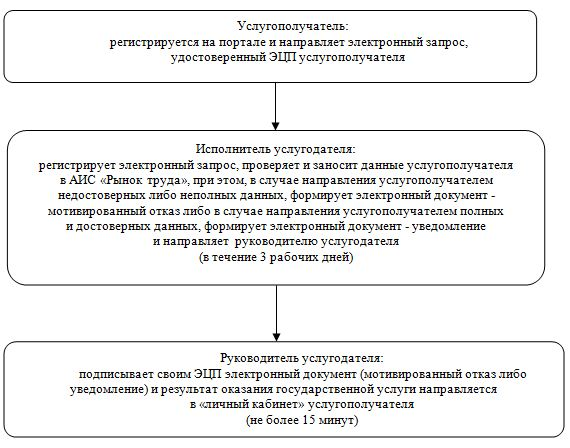 Услугополучатель:
регистрируется на портале и направляет электронный запрос,
удостоверенный ЭЦП услугополучателя
Исполнитель услугодателя:
регистрирует электронный запрос, проверяет и заносит данные услугополучателя
в АИС «Рынок труда», при этом, в случае направления услугополучателем
недостоверных либо неполных данных, формирует электронный документ -
мотивированный отказ либо в случае направления услугополучателем полных
и достоверных данных, формирует электронный документ - уведомление
и направляет руководителю услугодателя
(в течение 3 рабочих дней)
Руководитель услугодателя:
подписывает своим ЭЦП электронный документ (мотивированный отказ либо
уведомление) и результат оказания государственной услуги направляется
в «личный кабинет» услугополучателя
(не более 15 минут)